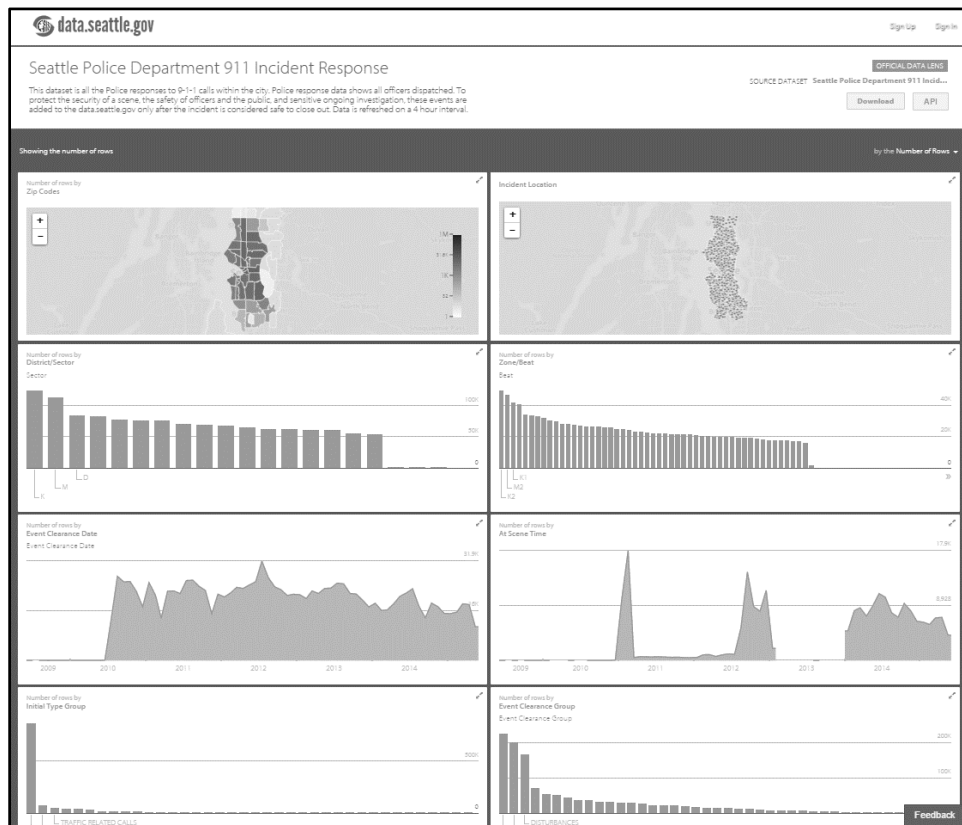 data.seattle.gov
Sign Up Sign In
Seattle Police Department 911 Incident Response
OFFICIAL DATA LENS
This dataset is all the Police responses to 9-1-1 calls within the city. Police response data shows all officers dispatched. To
SOURCE DATASET Seattle Police Department 911 Incid...
protect the security of a scene, the safety of officers and the public, and sensitive ongoing investigation, these events are
added to the data.seattle.gov only after the incident is considered safe to close out. Data is refreshed on a 4 hour interval.
Download API
Showing the number of rows
by the Number of Rows
Number of rows by
Zip Codes
+
−
Incident Location
+
−
Number of rows by
District/Sector
Sector
100K
50K
0
D
M
K
Number of rows by
Zone/Beat
Beat
40K
20K
0
K1
M2
K2
Number of rows by
Event Clearance Date
Event Clearance Date
31.9K
2009 2010 2011 2012 2013 2014
Number of rows by
At Scene Time
17.9K
8,925
2009 2010 2011 2012 2013 2014
Number of rows by
Initial Type Group
500K
0
TRAFFIC RELATED CALLS
Number of rows by
Event Clearance Group
Event Clearance Group
200K
100K
DISTURBANCES
Feedback